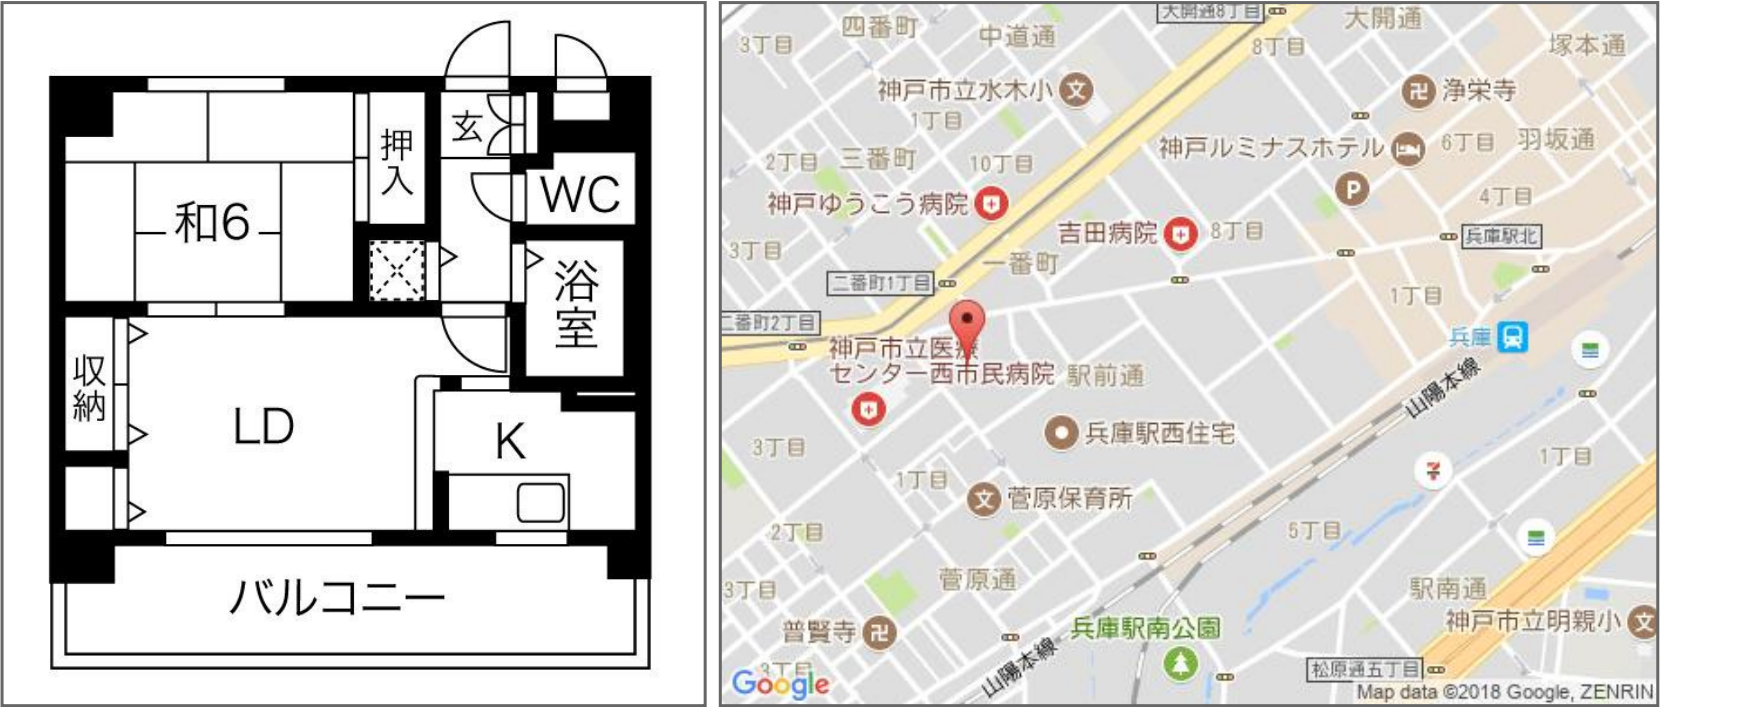 玄
押入
WC
和6
浴室
収納
LD
K
バルコニー
大開通8丁目
四番町
中道通
大開通
3丁目
8丁目
塚本通
神戸市立水木小
浄栄寺
1丁目
神戸ルミナスホテル
6丁目
羽坂通
2丁目
三番町
10丁目
神戸ゆうこう病院
4丁目
吉田病院
8丁目
兵庫駅北
3丁目
一番町
二番町1丁目
1丁目
二番町2丁目
兵庫
神戸市立医療
センター西市民病院
駅前通
山陽本線
兵庫駅西住宅
3丁目
1丁目
1丁目
菅原保育所
2丁目
5丁目
菅原通
3丁目
駅南通
普賢寺
兵庫駅南公園
神戸市立明親小
山陽本線
3丁目
松原通五丁目
Google
Map data ©2018 Google, ZENRIN